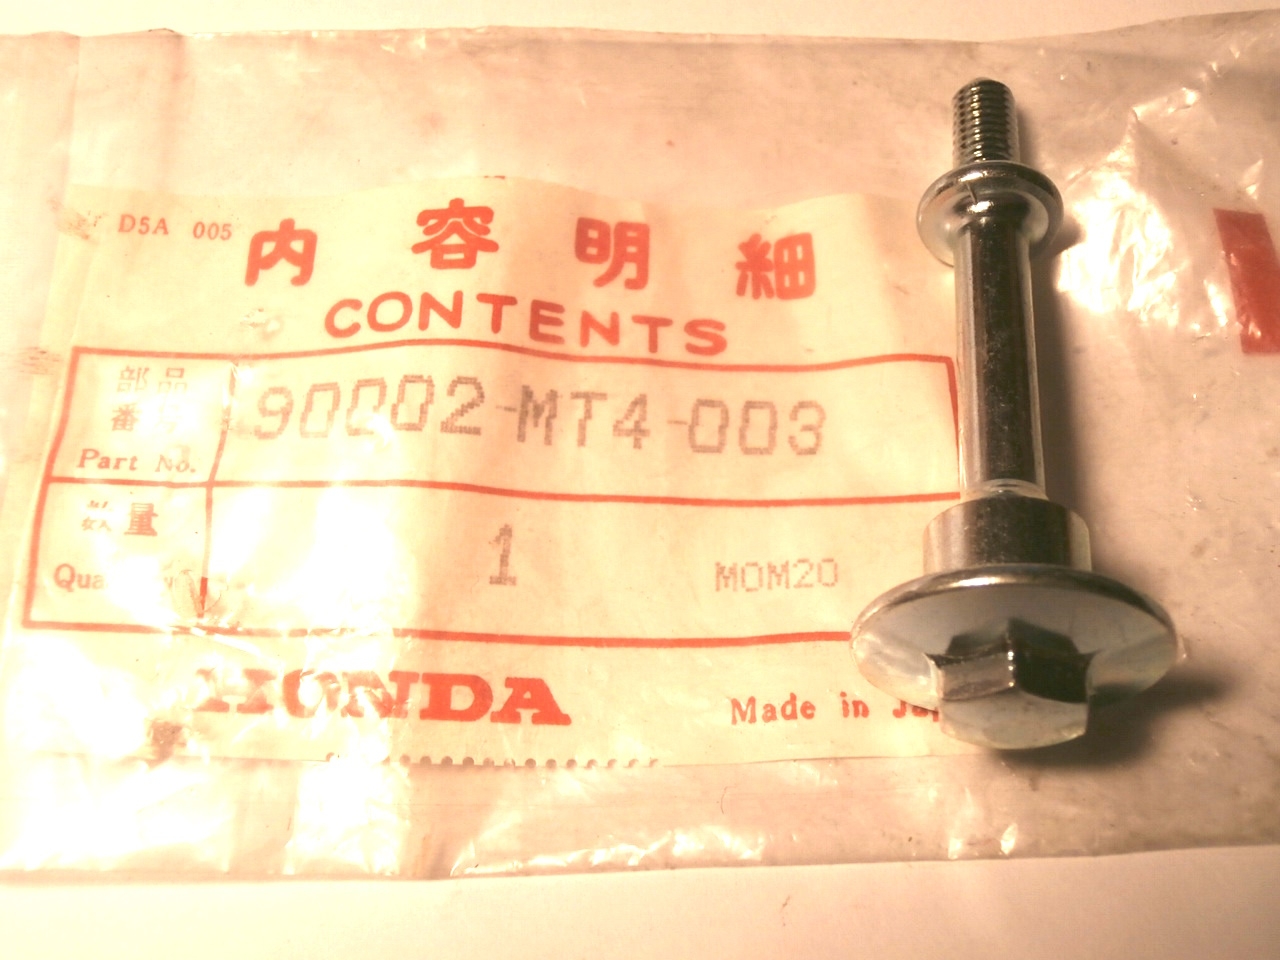 D5A 005
内容明細
CONTENTS
部品
番
90002-MT4-003
Part No.
量
1
MOM20
HONDA
Made in